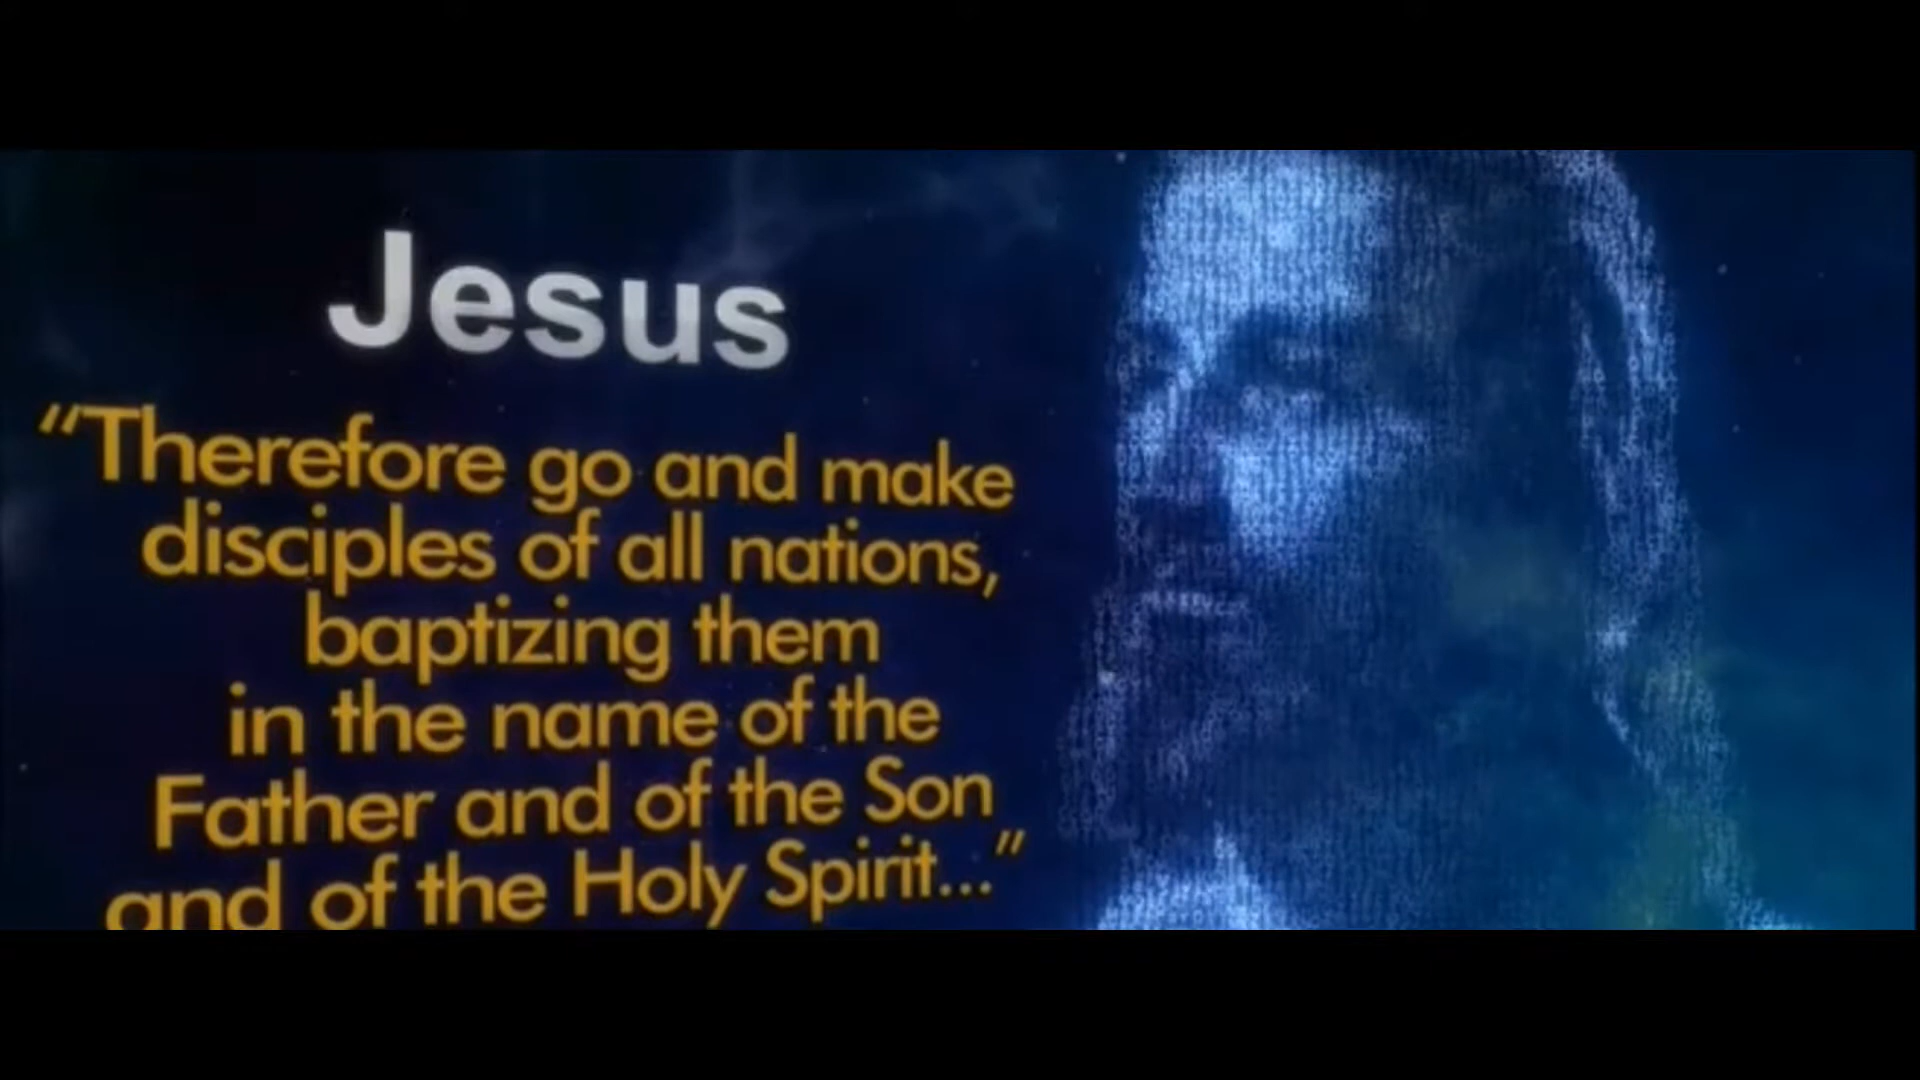 Jesus
“Therefore go and make
disciples of all nations,
baptizing them
in the name of the
Father and of the Son
and of the Holy Spirit...”